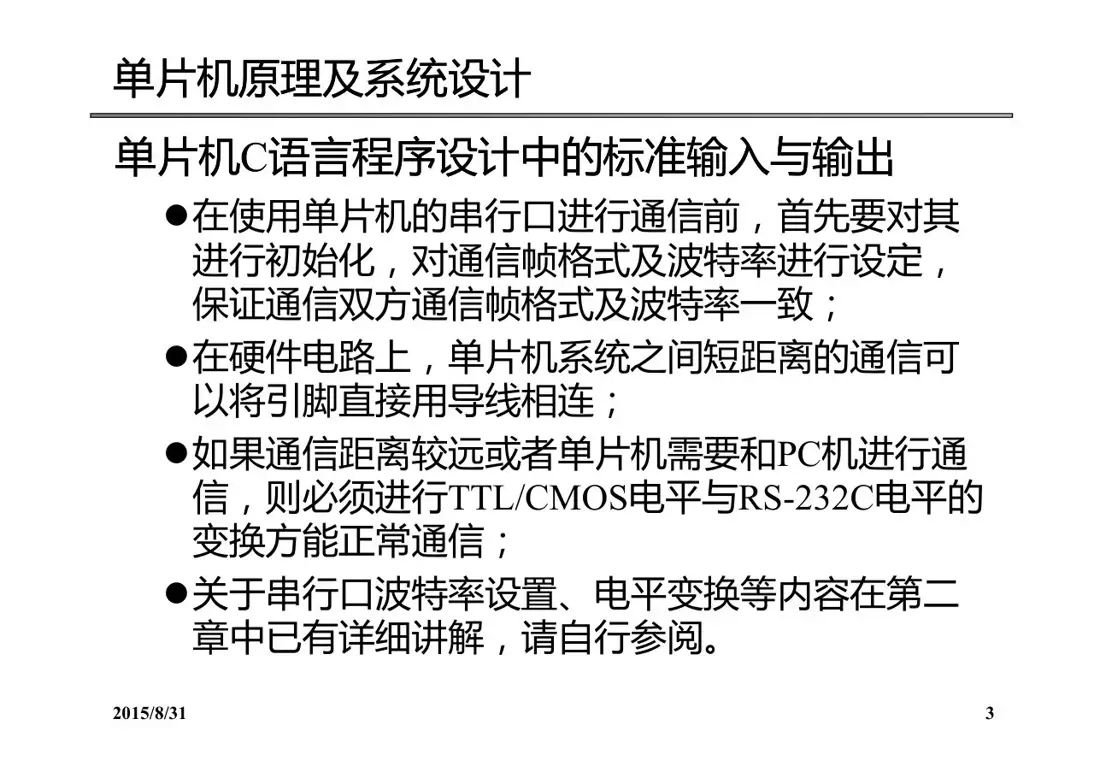 单片机原理及系统设计
单片机C语言程序设计中的标准输入与输出
●在使用单片机的串行口进行通信前，首先要对其
进行初始化，对通信帧格式及波特率进行设定，
保证通信双方通信帧格式及波特率一致；
●在硬件电路上，单片机系统之间短距离的通信可
以将引脚直接用导线相连；
●如果通信距离较远或者单片机需要和PC机进行通
信，则必须进行TTL/CMOS电平与RS-232C电平的
变换方能正常通信；
●关于串行口波特率设置、电平变换等内容在第二
章中已有详细讲解，请自行参阅。
2015/8/31
3